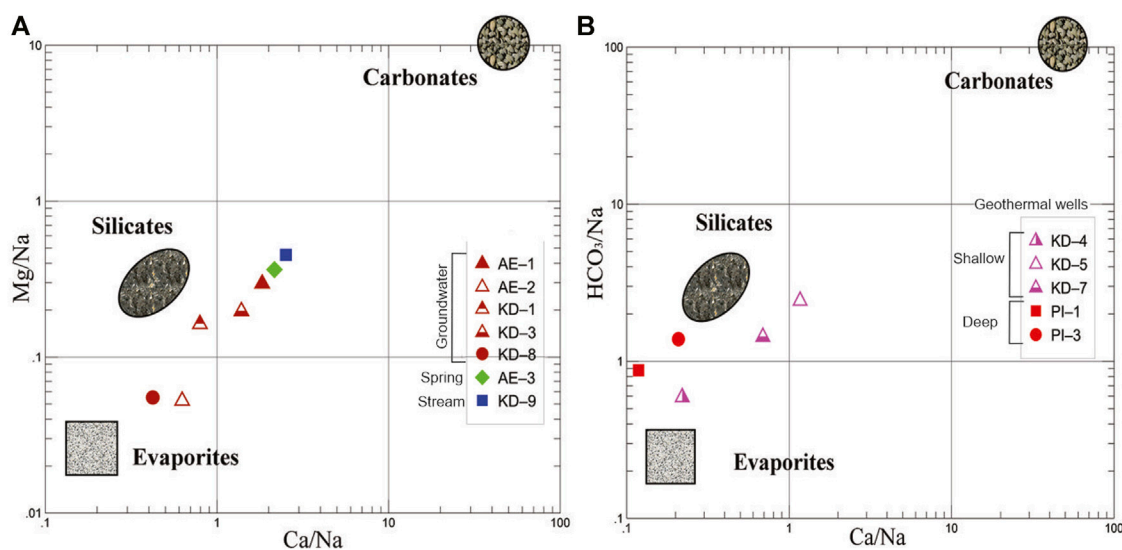 A
10
1
0.1
.01
.1
1
10
100
Mg/Na
Ca/Na
Carbonates
Silicates
Evaporites
Groundwater
AE–1
AE–2
KD–1
KD–3
KD–8
Spring
AE–3
Stream
KD–9
B
100
10
1
.1
0.1
1
10
100
HCO₃/Na
Ca/Na
Carbonates
Silicates
Evaporites
Geothermal wells
Shallow
KD–4
KD–5
KD–7
Deep
PI–1
PI–3